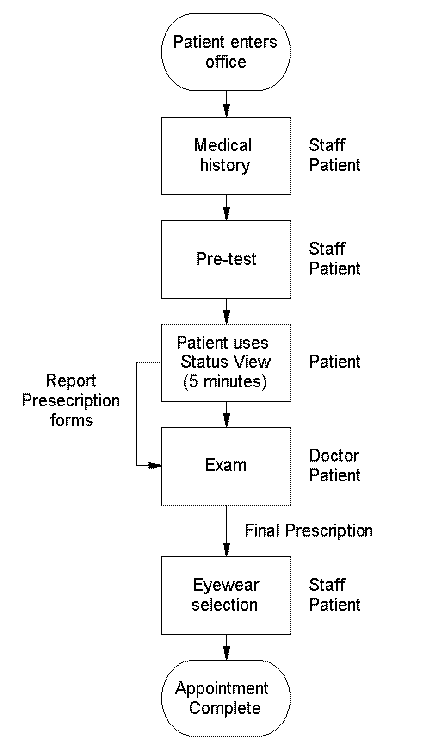 Patient enters
office
Medical
history
Staff
Patient
Pre-test
Staff
Patient
Patient uses
Status View
(5 minutes)
Patient
Report
Presecription
forms
Exam
Doctor
Patient
Final Prescription
Eyewear
selection
Staff
Patient
Appointment
Complete